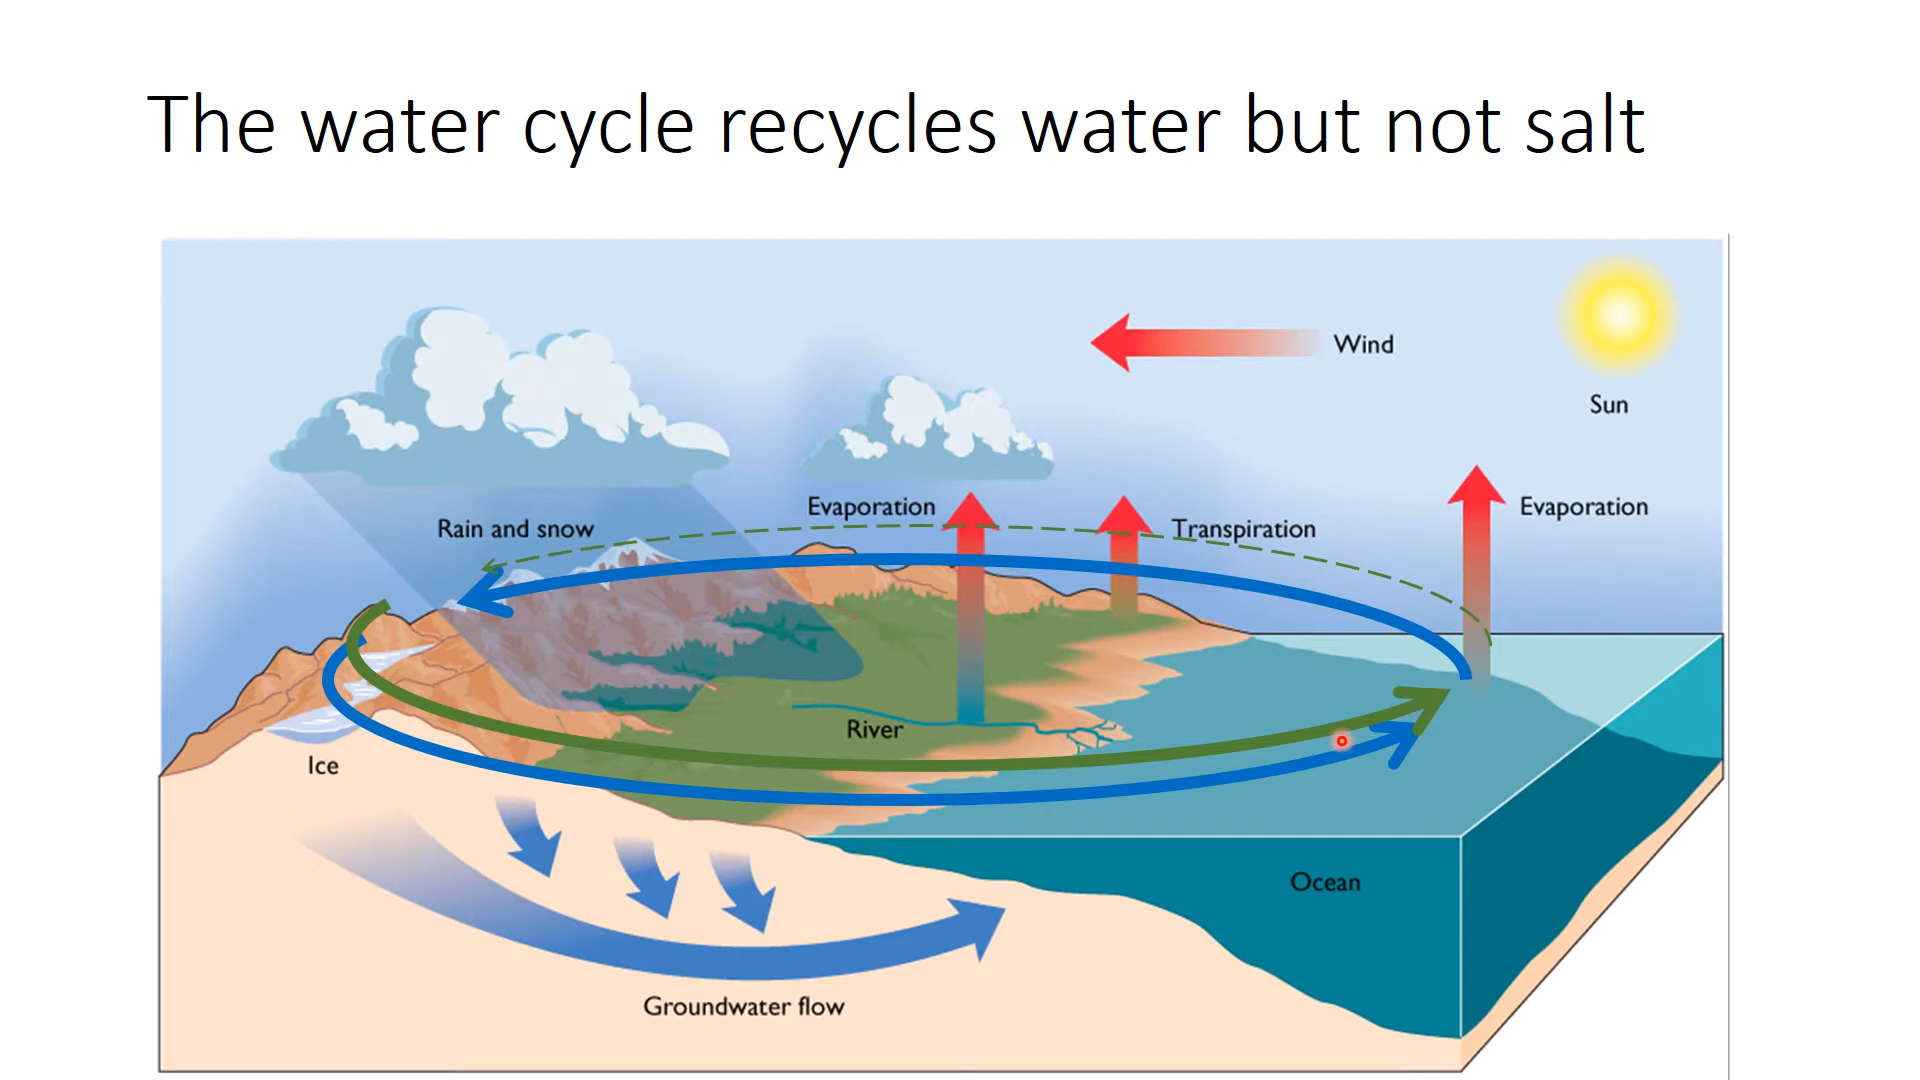 The water cycle recycles water but not salt
Wind
Sun
Evaporation
Evaporation
Rain and snow
Transpiration
River
Ice
Ocean
Groundwater flow